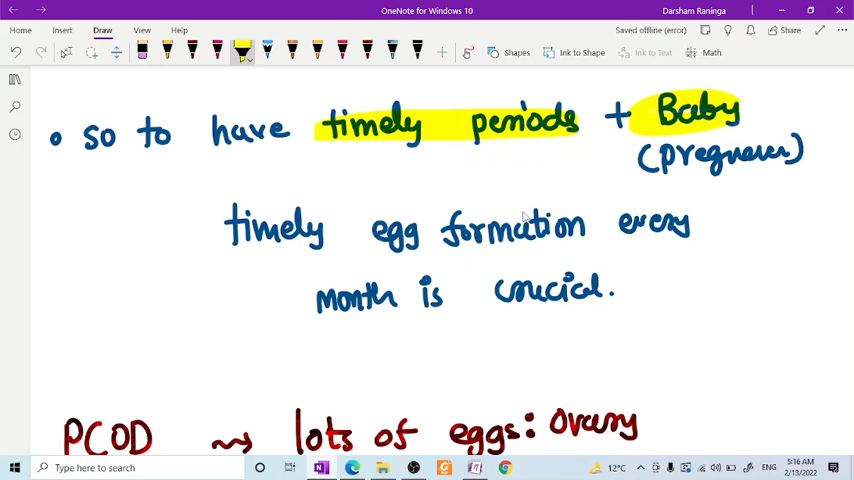 OneNote for Windows 10
Darsham Raninga
Home Insert Draw View Help
Saved offline (error)
Share
Shapes Ink to Shape Ink to Text Math
• so to have timely periods + Baby
timely egg formation every
month is crucial.
PCOD → lots of eggs: Ovary
Type here to search
12°C
ENG
5:16 AM
2/13/2022